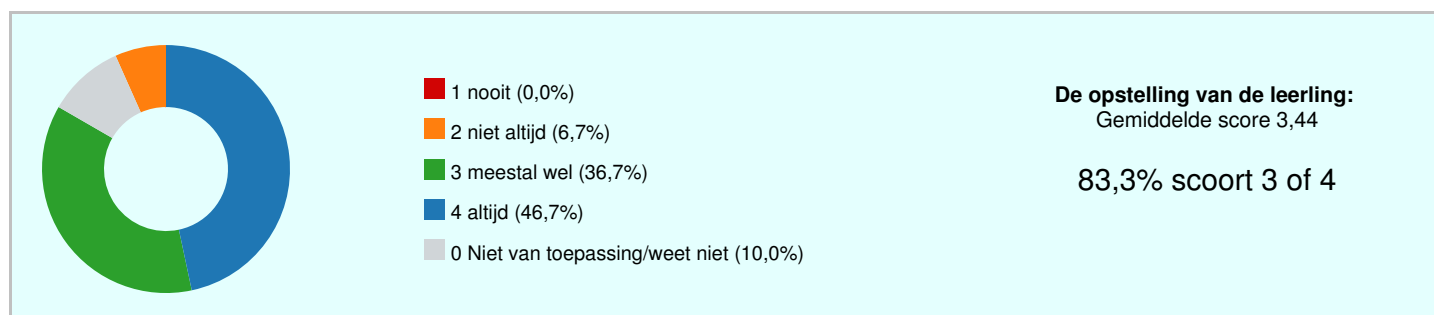 1 nooit (0,0%)
2 niet altijd (6,7%)
3 meestal wel (36,7%)
4 altijd (46,7%)
0 Niet van toepassing/weet niet (10,0%)
De opstelling van de leerling:
Gemiddelde score 3,44
83,3% scoort 3 of 4